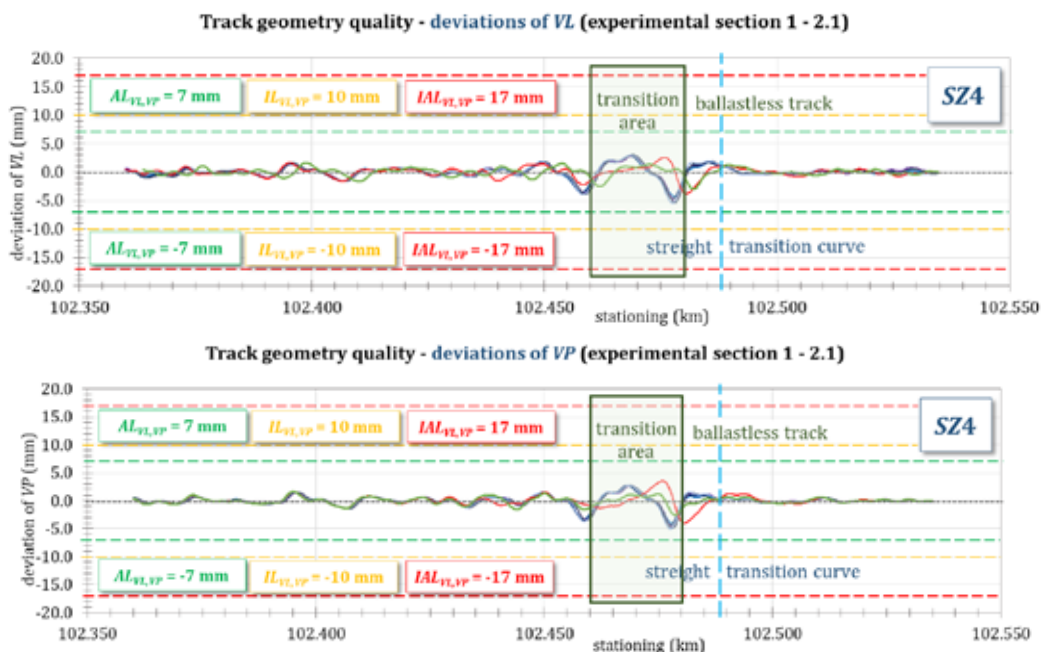 Track geometry quality - deviations of VL (experimental section 1 - 2.1)
20.0
15.0
10.0
5.0
0.0
-5.0
-10.0
-15.0
-20.0
deviation of VL (mm)
AL_VL,VP = 7 mm
IL_VL,VP = 10 mm
IAL_VL,VP = 17 mm
transition
area
ballastless track
SZ4
AL_VL,VP = -7 mm
IL_VL,VP = -10 mm
IAL_VL,VP = -17 mm
streight
transition curve
102.350
102.400
102.450
102.500
102.550
stationing (km)
Track geometry quality - deviations of VP (experimental section 1 - 2.1)
20.0
15.0
10.0
5.0
0.0
-5.0
-10.0
-15.0
-20.0
deviation of VP (mm)
AL_VL,VP = 7 mm
IL_VL,VP = 10 mm
IAL_VL,VP = 17 mm
transition
area
ballastless track
SZ4
AL_VL,VP = -7 mm
IL_VL,VP = -10 mm
IAL_VL,VP = -17 mm
streight
transition curve
102.350
102.400
102.450
102.500
102.550
stationing (km)